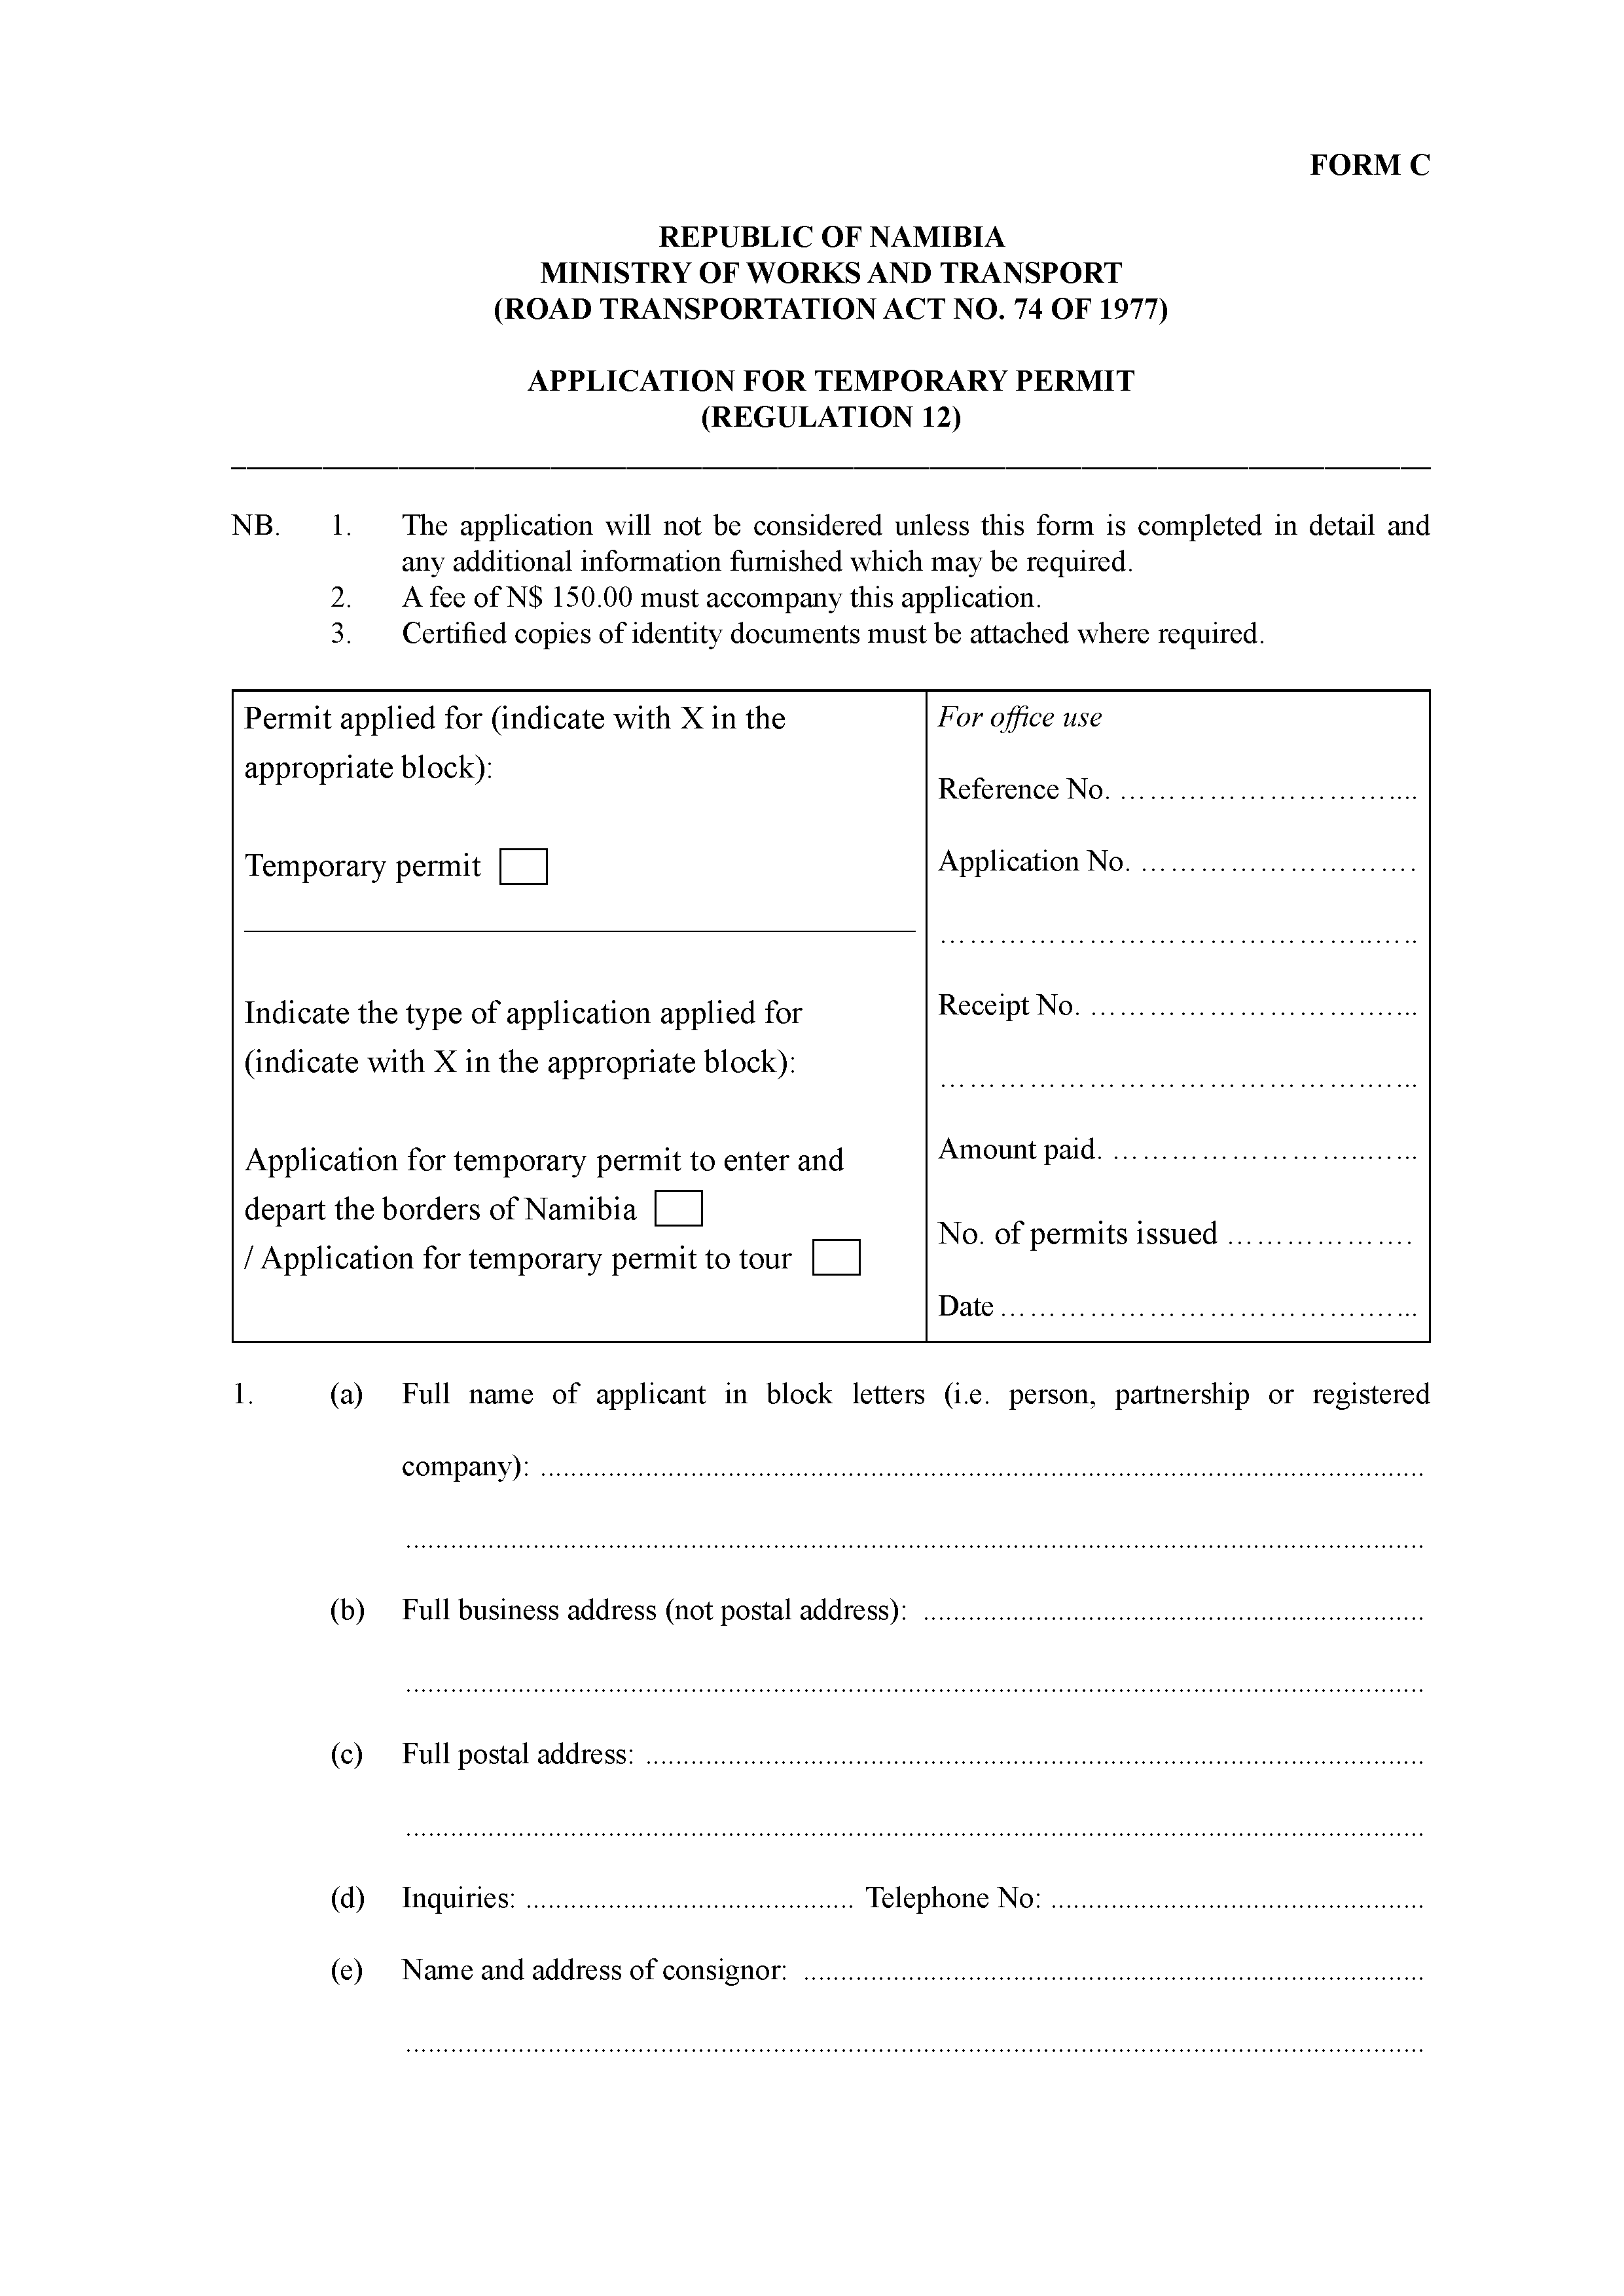 FORM C
REPUBLIC OF NAMIBIA
MINISTRY OF WORKS AND TRANSPORT
(ROAD TRANSPORTATION ACT NO. 74 OF 1977)
APPLICATION FOR TEMPORARY PERMIT
(REGULATION 12)
NB. 1. The application will not be considered unless this form is completed in detail and
any additional information furnished which may be required.
2. A fee of N$ 150.00 must accompany this application.
3. Certified copies of identity documents must be attached where required.
Permit applied for (indicate with X in the
appropriate block):
Temporary permit
Indicate the type of application applied for
(indicate with X in the appropriate block):
Application for temporary permit to enter and
depart the borders of Namibia
/ Application for temporary permit to tour
For office use
Reference No. ……………………….…
Application No. ……………………….
……………………………………….….
Receipt No. …………………………....
……………………………………….….
Amount paid. ……………………….….
No. of permits issued ……………….
Date ……………………………………...
1. (a) Full name of applicant in block letters (i.e. person, partnership or registered
company): ..............................................................................................................
..............................................................................................................
(b) Full business address (not postal address): ..............................................................
..............................................................................................................
(c) Full postal address: ..............................................................................................
..............................................................................................................
(d) Inquiries: ............................................ Telephone No: ..................................................
(e) Name and address of consignor: ..............................................................................
..............................................................................................................